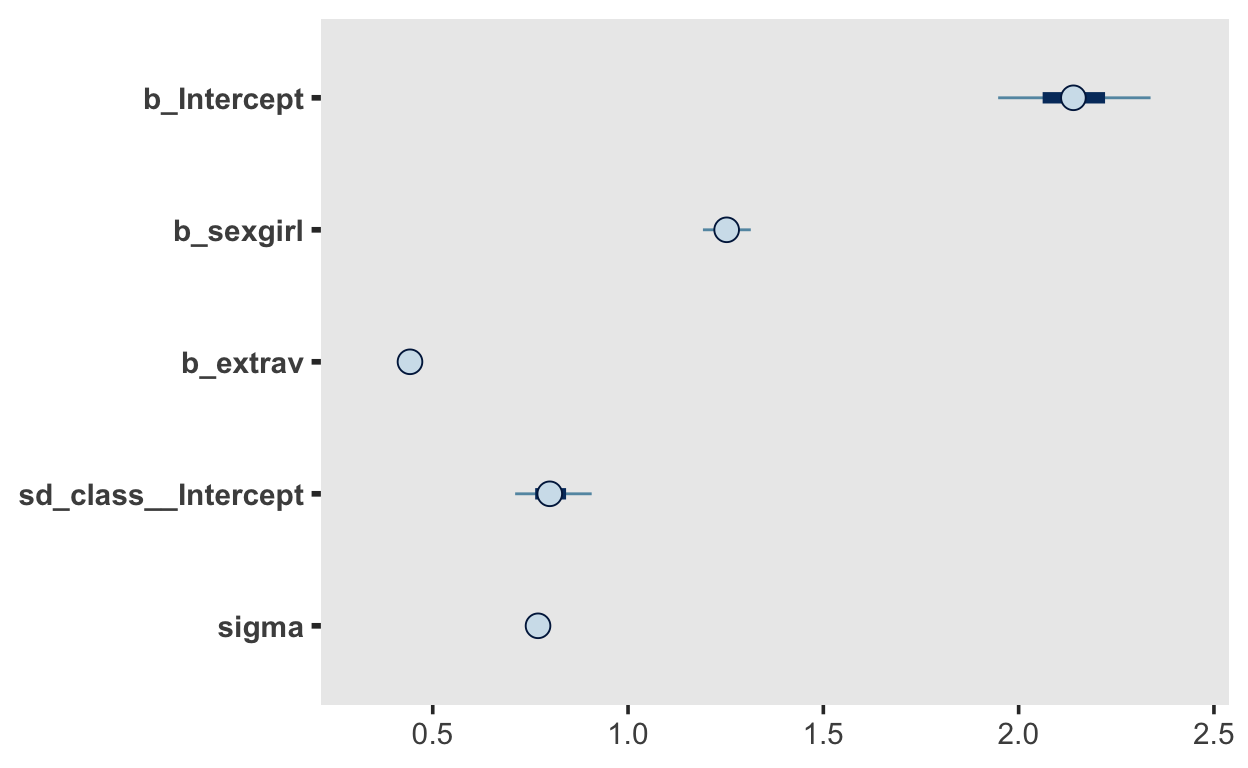 b_Intercept
b_sexgirl
b_extrav
sd_class__Intercept
sigma
0.5 1.0 1.5 2.0 2.5